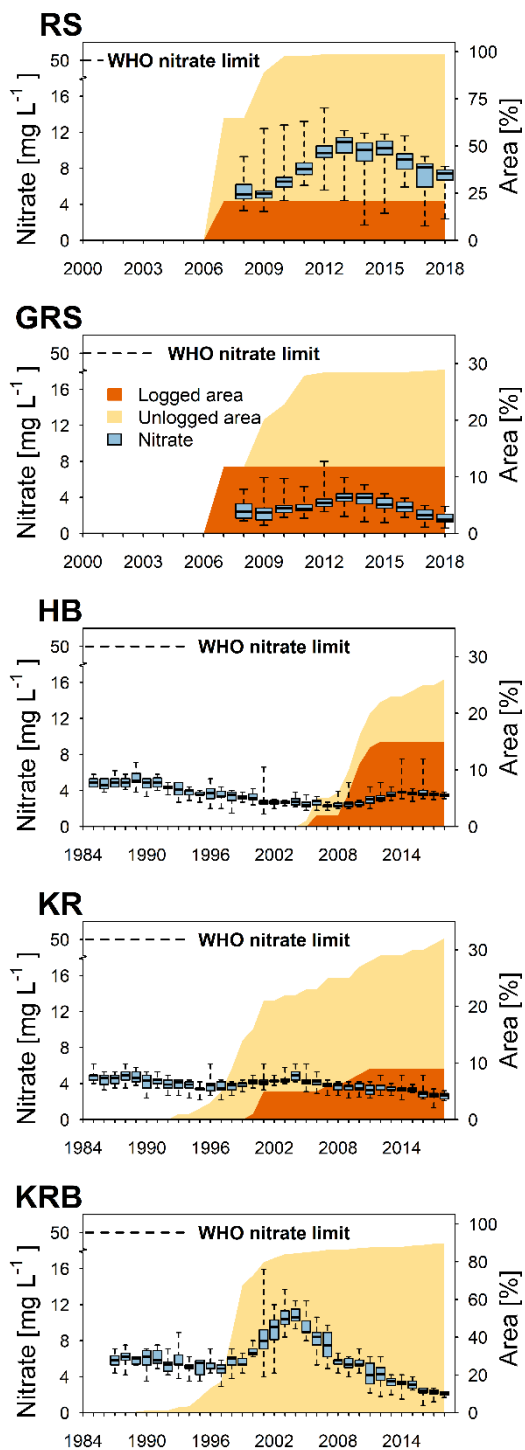 RS
Nitrate [mg L⁻¹]
50
16
12
8
4
0
WHO nitrate limit
100
75
50
25
0
Area [%]
2000 2003 2006 2009 2012 2015 2018
GRS
Nitrate [mg L⁻¹]
50
16
12
8
4
0
WHO nitrate limit
Logged area
Unlogged area
Nitrate
30
20
10
0
Area [%]
2000 2003 2006 2009 2012 2015 2018
HB
Nitrate [mg L⁻¹]
50
16
12
8
4
0
WHO nitrate limit
30
20
10
0
Area [%]
1984 1990 1996 2002 2008 2014
KR
Nitrate [mg L⁻¹]
50
16
12
8
4
0
WHO nitrate limit
30
20
10
0
Area [%]
1984 1990 1996 2002 2008 2014
KRB
Nitrate [mg L⁻¹]
50
16
12
8
4
0
WHO nitrate limit
100
80
60
40
20
0
Area [%]
1984 1990 1996 2002 2008 2014